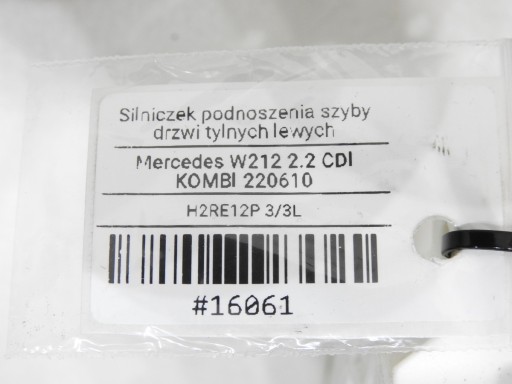 Silniczek podnoszenia szyby
drzwi tylnych lewych
Mercedes W212 2.2 CDI
KOMBI 220610
H2RE12P 3/3L
#16061